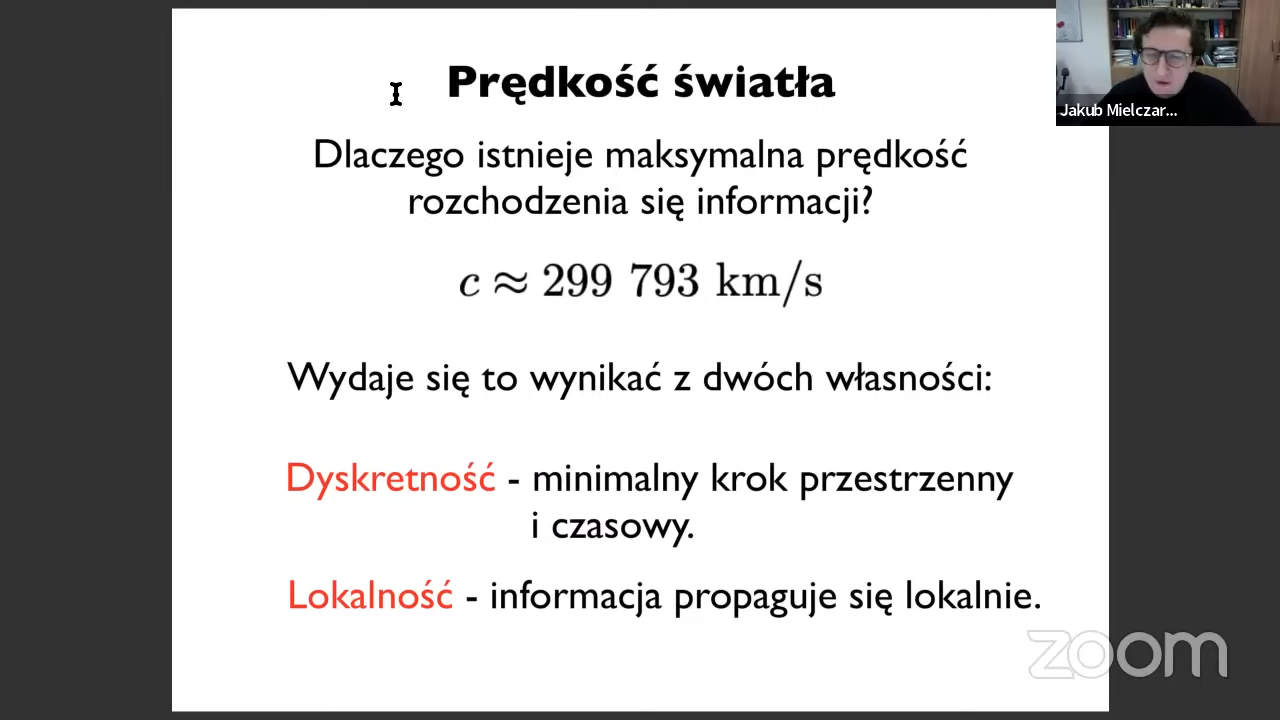 Prędkość światła
Dlaczego istnieje maksymalna prędkość
rozchodzenia się informacji?
c ≈ 299 793 km/s
Wydaje się to wynikać z dwóch własności:
Dyskretność - minimalny krok przestrzenny
i czasowy.
Lokalność - informacja propaguje się lokalnie.
Jakub Mielczar...
zoom